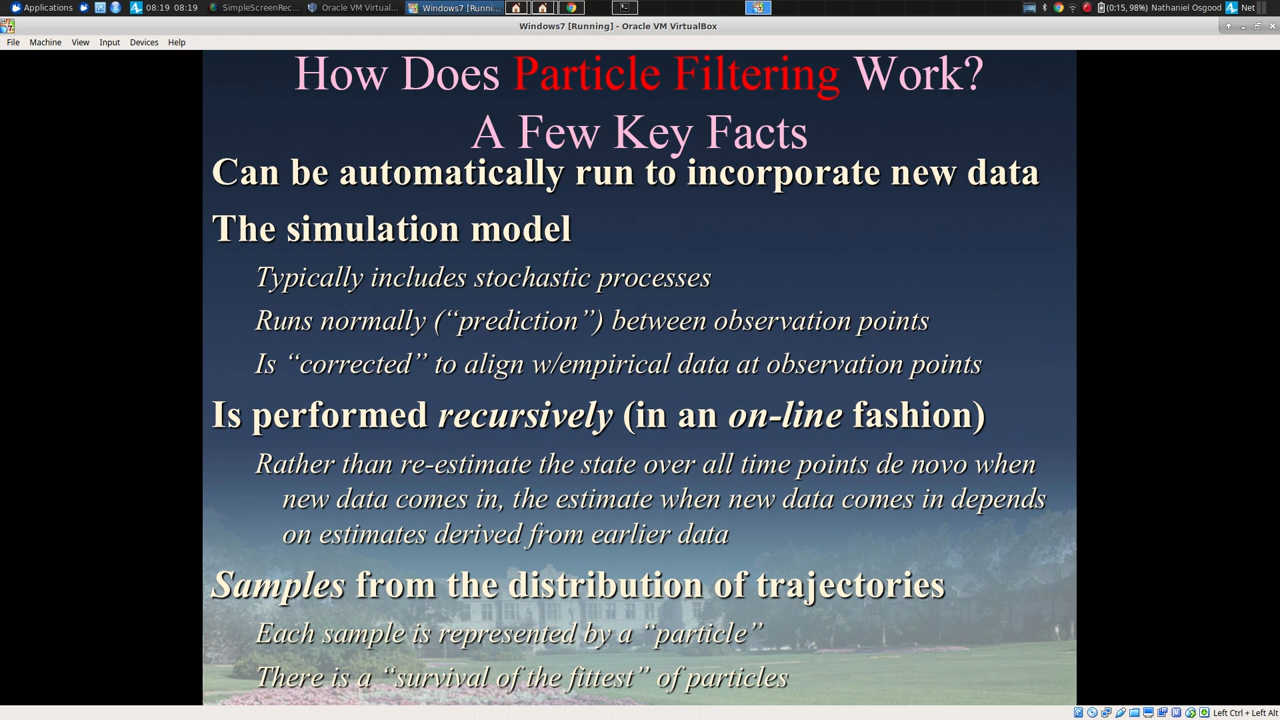 Applications 08:19 08:19 SimpleScreenRec... Oracle VM Virtual... Windows7 [Runni... (0:15, 98%) Nathaniel Osgood Net
Windows7 [Running] - Oracle VM VirtualBox
File Machine View Input Devices Help
How Does Particle Filtering Work?
A Few Key Facts
Can be automatically run to incorporate new data
The simulation model
Typically includes stochastic processes
Runs normally (“prediction”) between observation points
Is “corrected” to align w/empirical data at observation points
Is performed recursively (in an on-line fashion)
Rather than re-estimate the state over all time points de novo when
new data comes in, the estimate when new data comes in depends
on estimates derived from earlier data
Samples from the distribution of trajectories
Each sample is represented by a “particle”
There is a “survival of the fittest” of particles
Left Ctrl + Left Alt